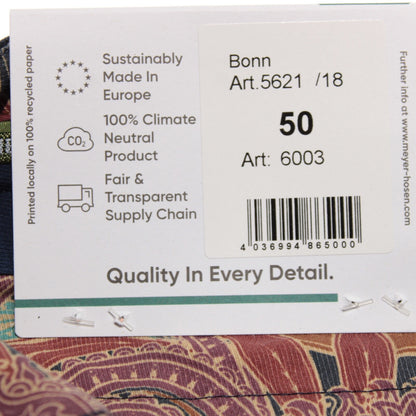 Printed locally on 100% recycled paper
Sustainably
Made In
Europe
CO₂
100% Climate
Neutral
Product
Fair &
Transparent
Supply Chain
Bonn
Art.5621 /18
50
Art: 6003
4 036994 865000
Further info at www.meyer-hosen.com
Quality In Every Detail.